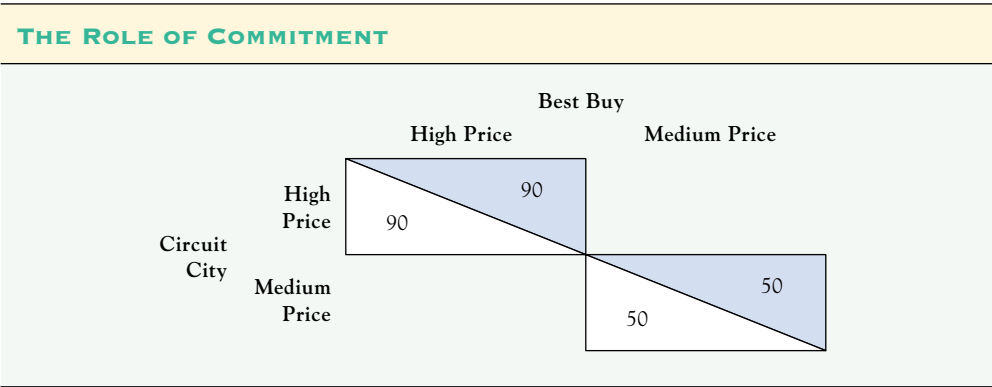 THE ROLE OF COMMITMENT
Best Buy
High Price Medium Price
High
Price
90
90
Circuit
City
Medium
Price
50
50